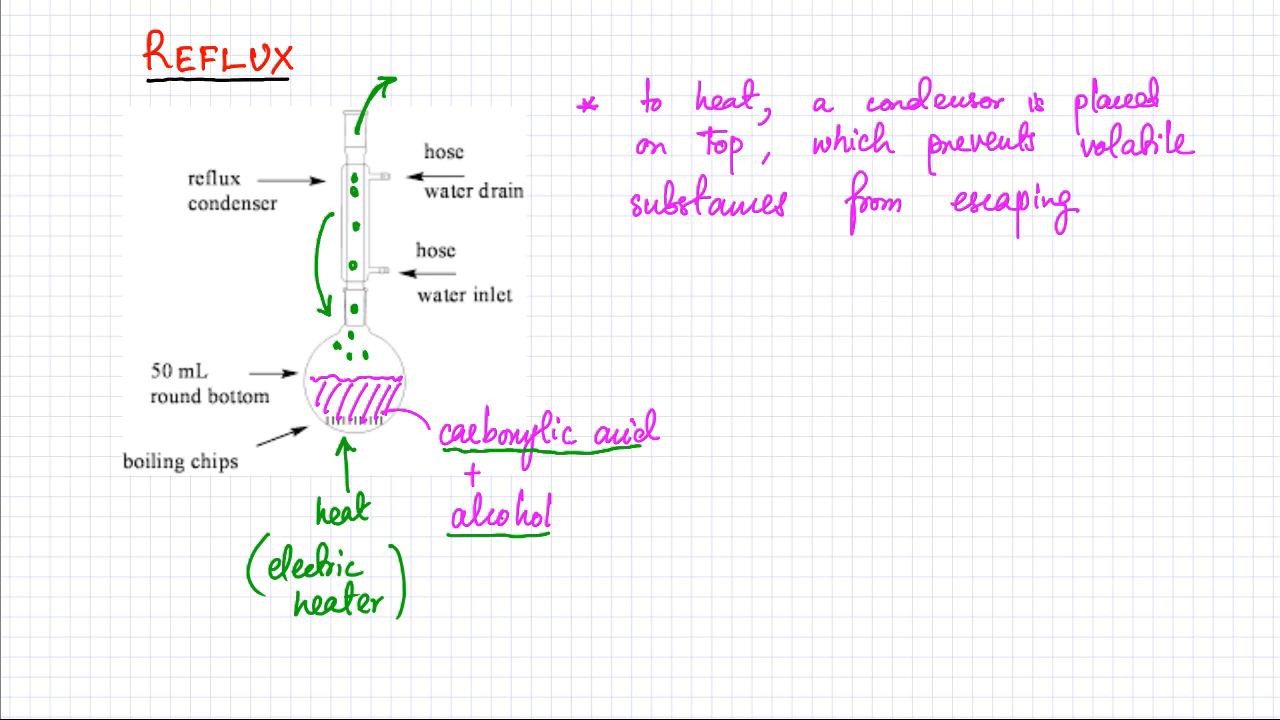 REFLUX
* to heat, a condensor is placed
on top, which prevents volatile
substances from escaping
hose
water drain
reflux
condenser
hose
water inlet
50 mL
round bottom
boiling chips
carboxylic acid
+
alcohol
heat
(electric
heater)